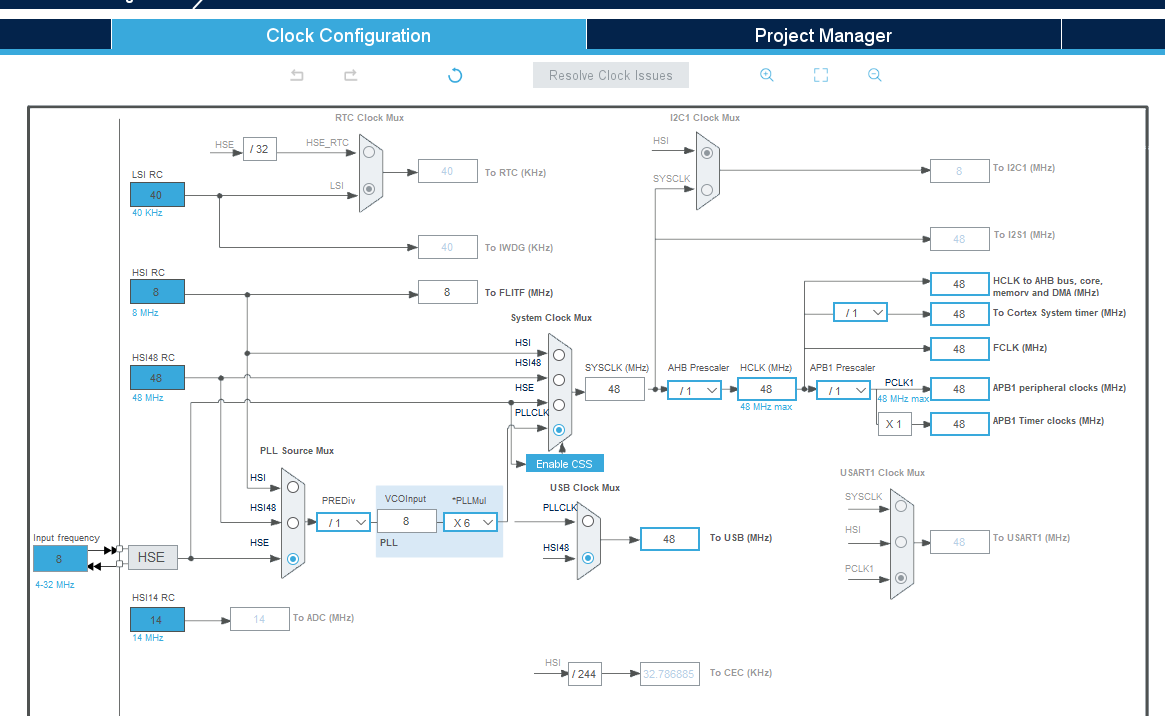 Clock Configuration
Project Manager
Resolve Clock Issues
RTC Clock Mux
I2C1 Clock Mux
HSE
/ 32
HSE_RTC
HSI
LSI RC
40
LSI
40
To RTC (KHz)
SYSCLK
8
To I2C1 (MHz)
40 KHz
40
To IWDG (KHz)
48
To I2S1 (MHz)
HSI RC
8
8
To FLITF (MHz)
48
HCLK to AHB bus, core,
memory and DMA (MHz)
8 MHz
System Clock Mux
/ 1
48
To Cortex System timer (MHz)
HSI
HSI48
48
FCLK (MHz)
HSI48 RC
48
48 MHz
HSE
PLLCLK
SYSCLK (MHz)
48
AHB Prescaler
/ 1
HCLK (MHz)
48
48 MHz max
APB1 Prescaler
/ 1
PCLK1
48 MHz max
48
APB1 peripheral clocks (MHz)
X 1
48
APB1 Timer clocks (MHz)
Enable CSS
PLL Source Mux
HSI
HSI48
HSE
PREDiv
/ 1
VCOInput
8
PLL
*PLLMul
X 6
USB Clock Mux
PLLCLK
HSI48
48
To USB (MHz)
USART1 Clock Mux
SYSCLK
HSI
PCLK1
48
To USART1 (MHz)
Input frequency
8
4-32 MHz
HSE
HSI14 RC
14
14 MHz
14
To ADC (MHz)
HSI
/ 244
32.786885
To CEC (KHz)